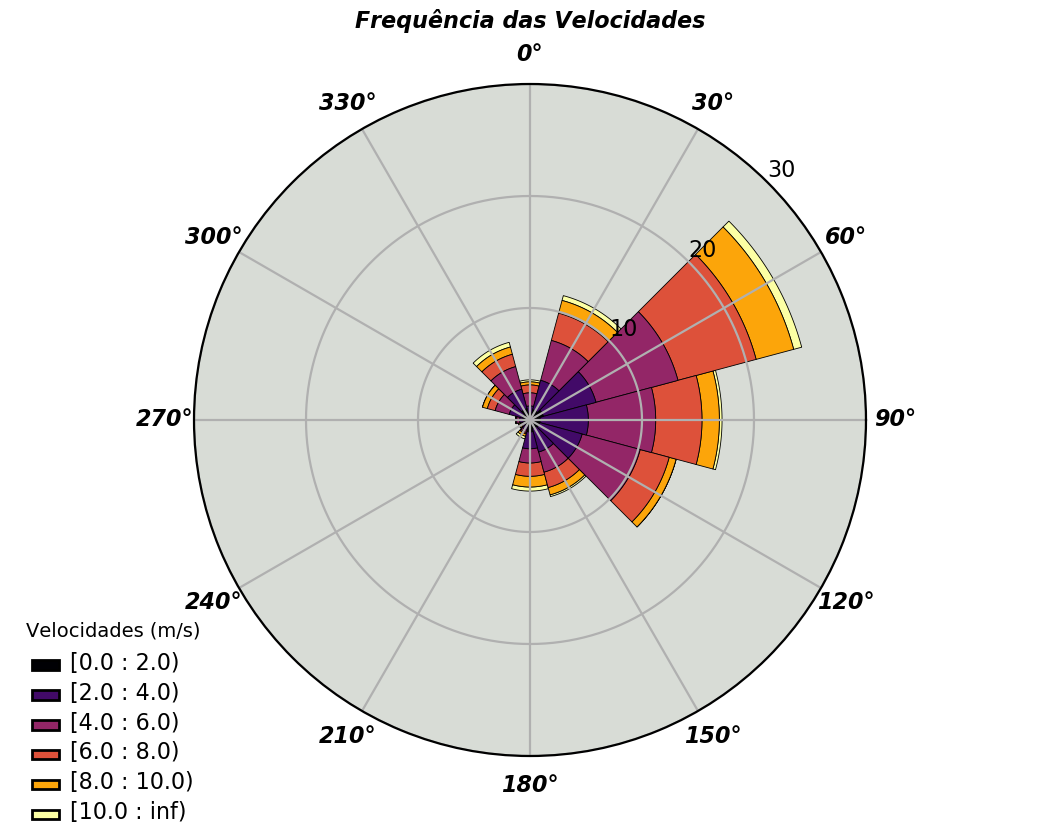 Frequência das Velocidades
0°
330°
30°
30
300°
60°
20
10
270°
90°
240°
120°
Velocidades (m/s)
[0.0 : 2.0)
[2.0 : 4.0)
[4.0 : 6.0)
[6.0 : 8.0)
[8.0 : 10.0)
[10.0 : inf)
210°
150°
180°